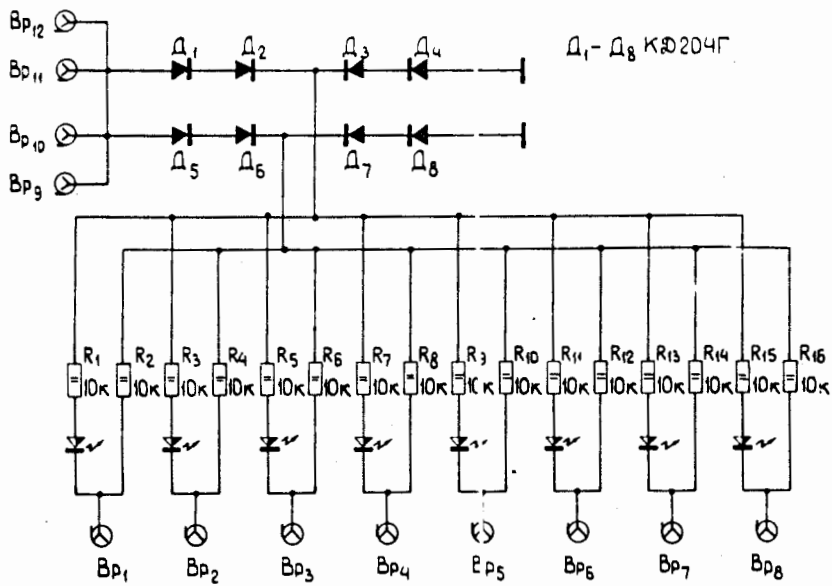 Вр12
Д1 Д2 Д3 Д4 Д1-Д8 КД204Г
Вр11
Вр10
Д5 Д6 Д7 Д8
Вр9
R1 R2 R3 R4 R5 R6 R7 R8 R9 R10 R11 R12 R13 R14 R15 R16
10к 10к 10к 10к 10к 10к 10к 10к 10к 10к 10к 10к 10к 10к 10к 10к
Вр1 Вр2 Вр3 Вр4 Вр5 Вр6 Вр7 Вр8